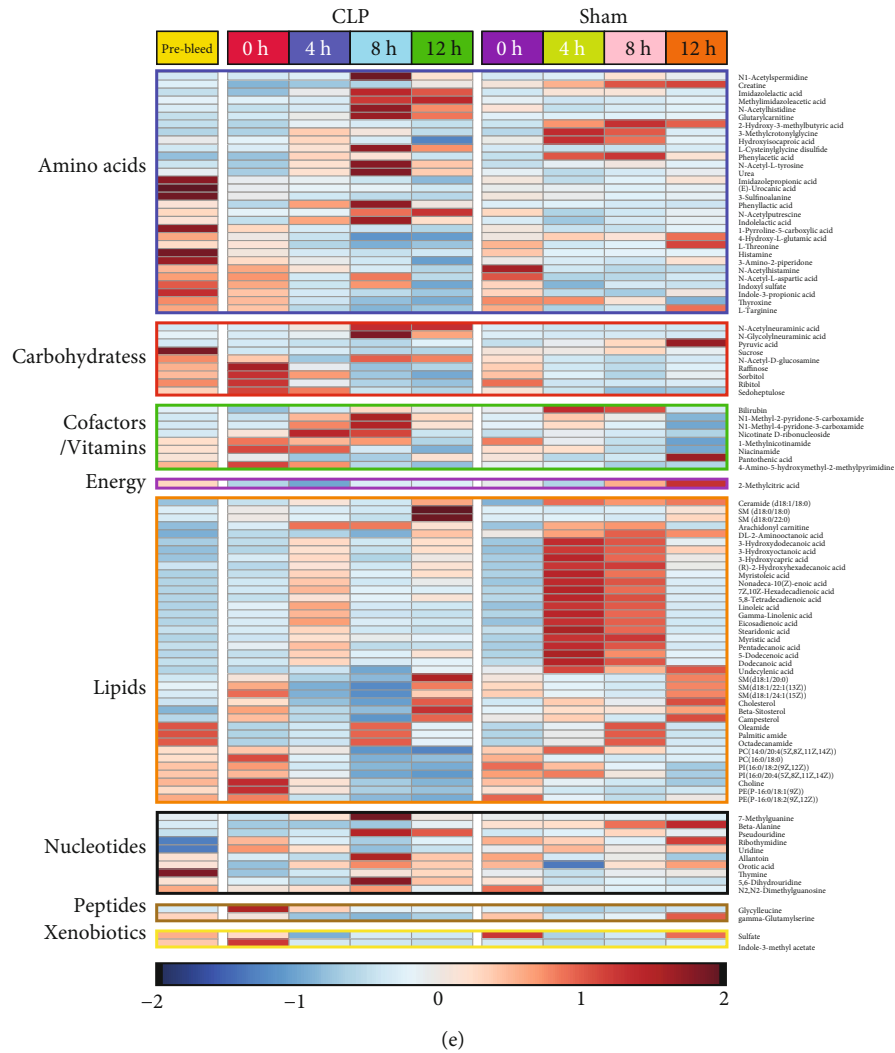 CLP Sham
Pre-bleed 0 h 4 h 8 h 12 h 0 h 4 h 8 h 12 h
Amino acids
N1-Acetylspermidine
Creatine
Imidazolelactic acid
Methylimidazoleacetic acid
N-Acetylhistidine
Glutarylcarnitine
2-Hydroxy-3-methylbutyric acid
3-Methylcrotonylglycine
Hydroxyisocaproic acid
L-Cysteinylglycine disulfide
Phenylacetic acid
N-Acetyl-L-tyrosine
Urea
Imidazolepropionic acid
(E)-Urocanic acid
3-Sulfinoalanine
Phenyllactic acid
N-Acetylputrescine
Indolelactic acid
1-Pyrroline-5-carboxylic acid
4-Hydroxy-L-glutamic acid
L-Threonine
Histamine
3-Amino-2-piperidone
N-Acetylhistamine
N-Acetyl-L-aspartic acid
Indoxyl sulfate
Indole-3-propionic acid
Thyroxine
L-Targinine
Carbohydratess
N-Acetylneuraminic acid
N-Glycolylneuraminic acid
Pyruvic acid
Sucrose
N-Acetyl-D-glucosamine
Raffinose
Sorbitol
Ribitol
Sedoheptulose
Cofactors
/Vitamins
Bilirubin
N1-Methyl-2-pyridone-5-carboxamide
N1-Methyl-4-pyridone-3-carboxamide
Nicotinate D-ribonucleoside
1-Methylnicotinamide
Niacinamide
Pantothenic acid
4-Amino-5-hydroxymethyl-2-methylpyrimidine
Energy
2-Methylcitric acid
Lipids
Ceramide (d18:1/18:0)
SM (d18:0/18:0)
SM (d18:0/22:0)
Arachidonyl carnitine
DL-2-Aminooctanoic acid
3-Hydroxydodecanoic acid
3-Hydroxyoctanoic acid
3-Hydroxycapric acid
(R)-2-Hydroxyhexadecanoic acid
Myristoleic acid
Nonadeca-10(Z)-enoic acid
7Z,10Z-Hexadecadienoic acid
5,8-Tetradecadienoic acid
Linoleic acid
Gamma-Linolenic acid
Eicosadienoic acid
Stearidonic acid
Myristic acid
Pentadecanoic acid
5-Dodecenoic acid
Dodecanoic acid
Undecylenic acid
SM(d18:1/20:0)
SM(d18:1/22:1(13Z))
SM(d18:1/24:1(15Z))
Cholesterol
Beta-Sitosterol
Campesterol
Oleamide
Palmitic amide
Octadecanamide
PC(14:0/20:4(5Z,8Z,11Z,14Z))
PC(16:0/18:0)
PI(16:0/18:2(9Z,12Z))
PI(16:0/20:4(5Z,8Z,11Z,14Z))
Choline
PE(P-16:0/18:1(9Z))
PE(P-16:0/18:2(9Z,12Z))
Nucleotides
7-Methylguanine
Beta-Alanine
Pseudouridine
Ribothymidine
Uridine
Allantoin
Orotic acid
Thymine
5,6-Dihydrouridine
N2,N2-Dimethylguanosine
Peptides
Glycylleucine
gamma-Glutamylserine
Xenobiotics
Sulfate
Indole-3-methyl acetate
−2 −1 0 1 2
(e)